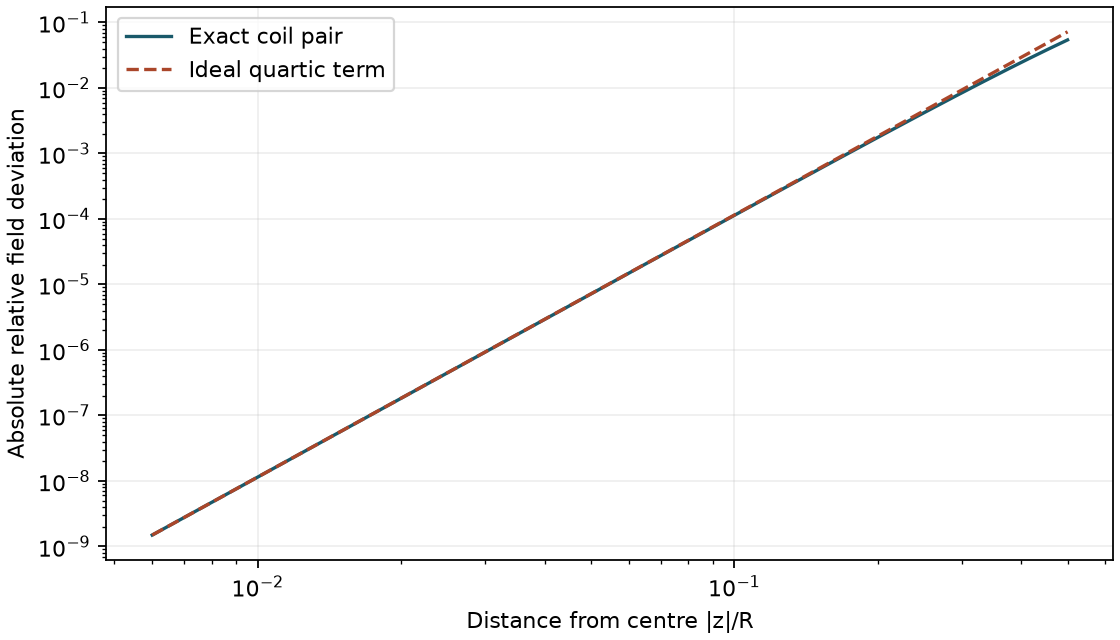 10⁻¹
10⁻²
10⁻³
10⁻⁴
10⁻⁵
10⁻⁶
10⁻⁷
10⁻⁸
10⁻⁹
Absolute relative field deviation
Exact coil pair
Ideal quartic term
10⁻² 10⁻¹
Distance from centre |z|/R